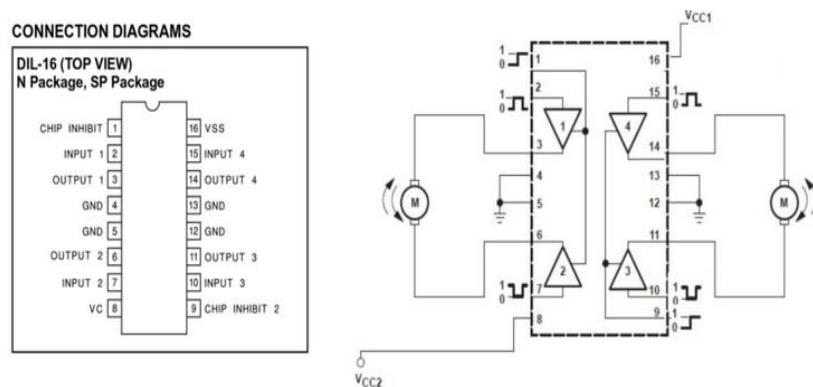 CONNECTION DIAGRAMS
DIL-16 (TOP VIEW)
N Package, SP Package
CHIP INHIBIT 1 16 VSS
INPUT 1 2 15 INPUT 4
OUTPUT 1 3 14 OUTPUT 4
GND 4 13 GND
GND 5 12 GND
OUTPUT 2 6 11 OUTPUT 3
INPUT 2 7 10 INPUT 3
VC 8 9 CHIP INHIBIT 2
VCC1
1 0 1 16
1 0 2 15 1 0
1 4
3 14
4 13
M M
5 12
6 11
2 3
1 0 7 10 1 0
8 9 1 0
VCC2